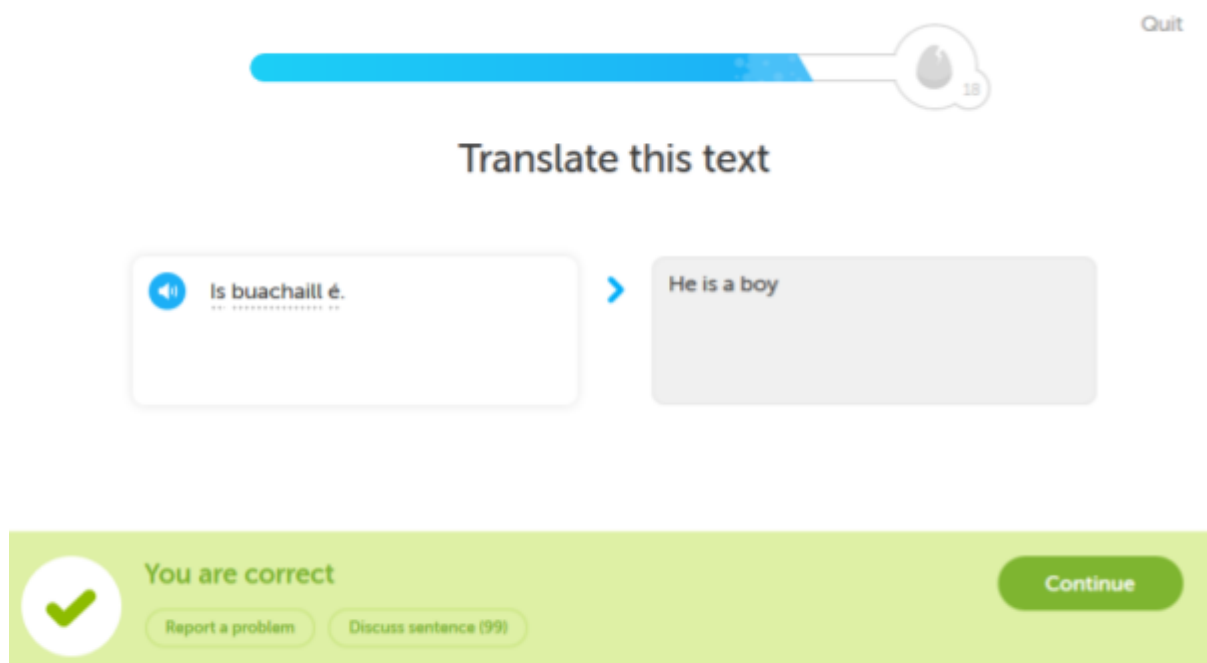 Quit
18
Translate this text
Is buachaill é.
He is a boy
You are correct
Continue
Report a problem
Discuss sentence (99)